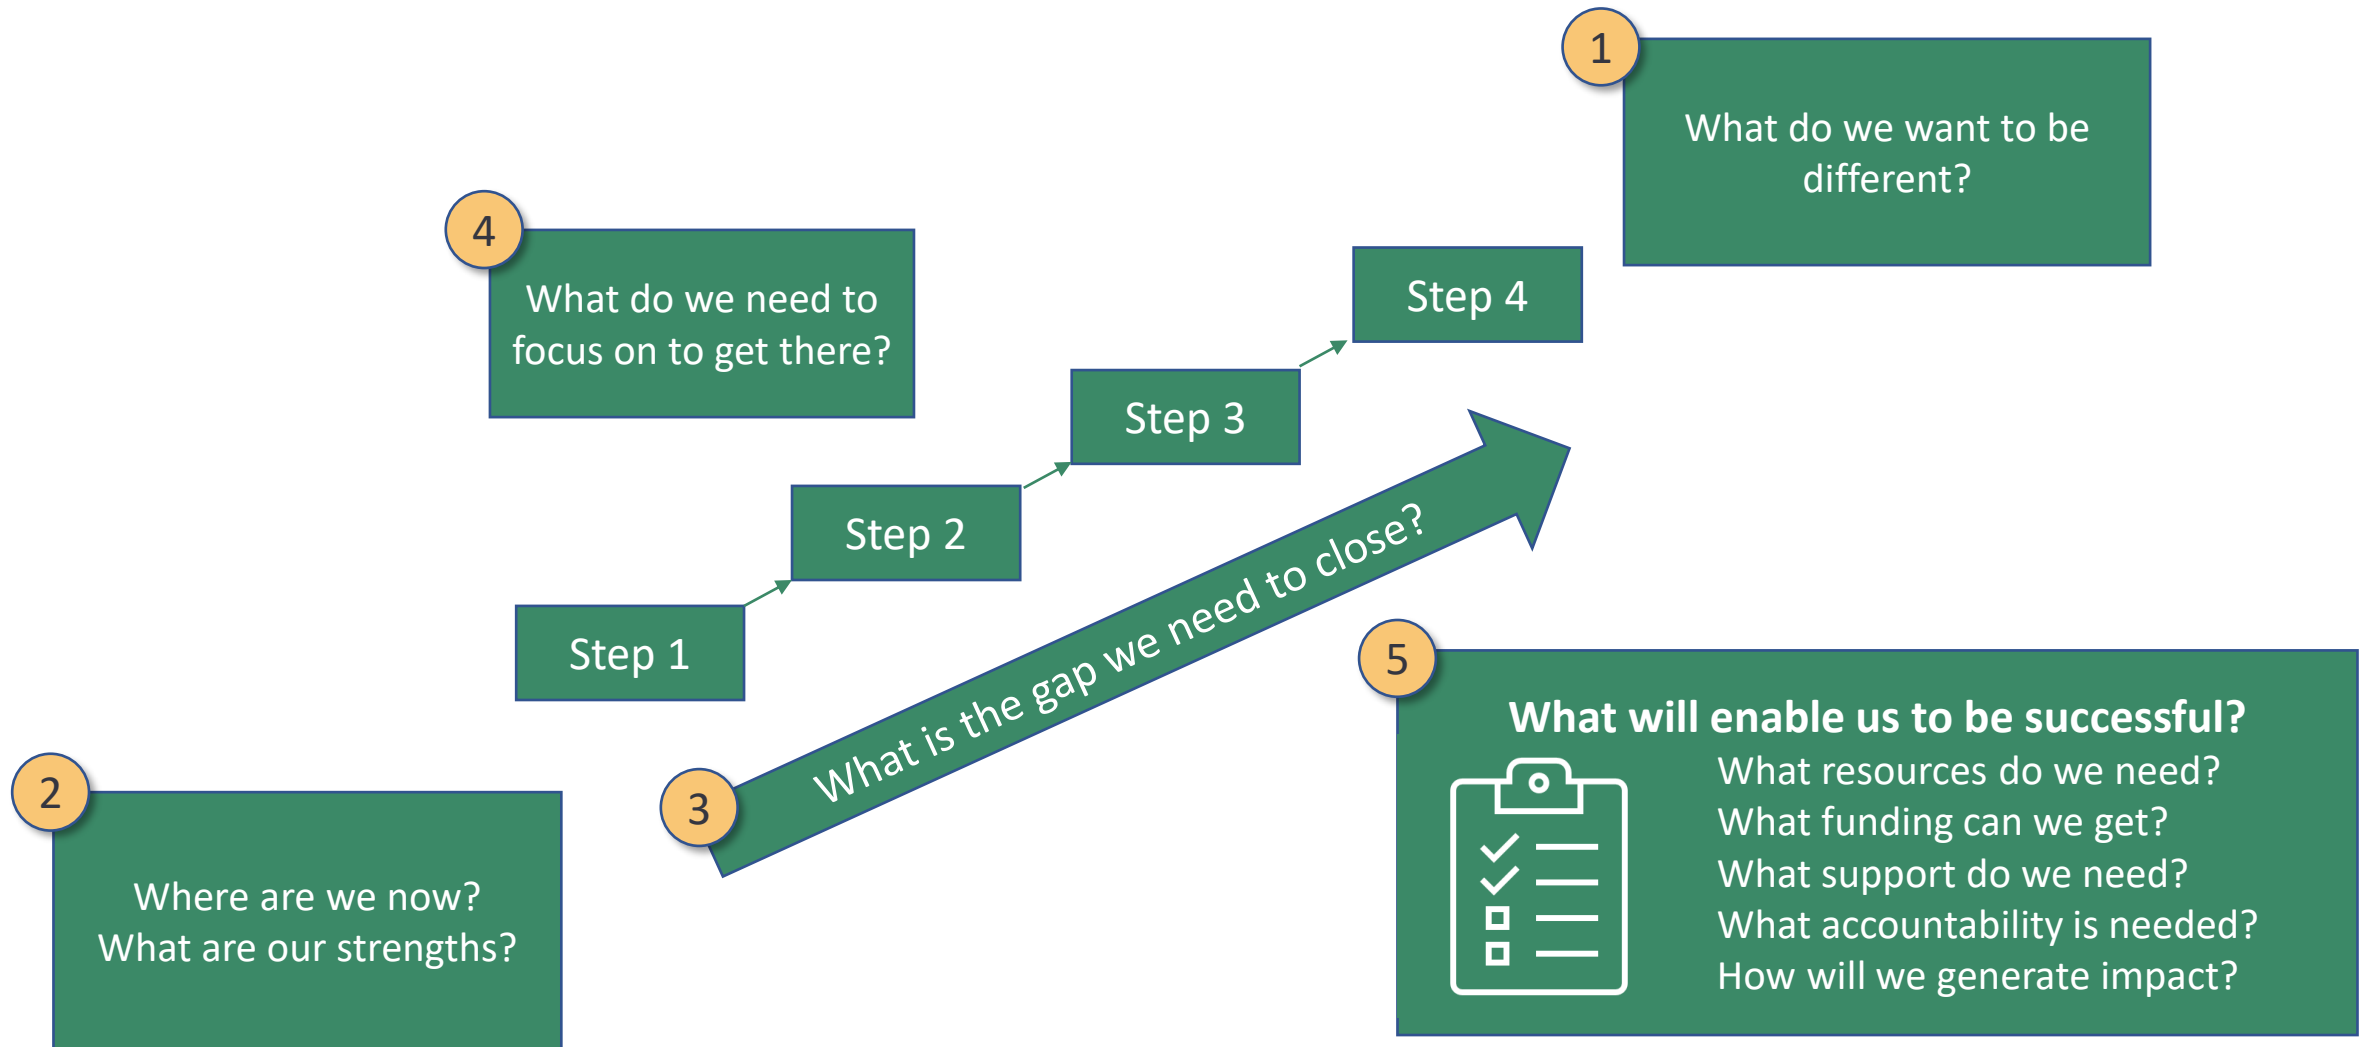 1
What do we want to be
different?
4
What do we need to
focus on to get there?
Step 4
Step 3
Step 2
Step 1
3
What is the gap we need to close?
2
Where are we now?
What are our strengths?
5
What will enable us to be successful?
What resources do we need?
What funding can we get?
What support do we need?
What accountability is needed?
How will we generate impact?